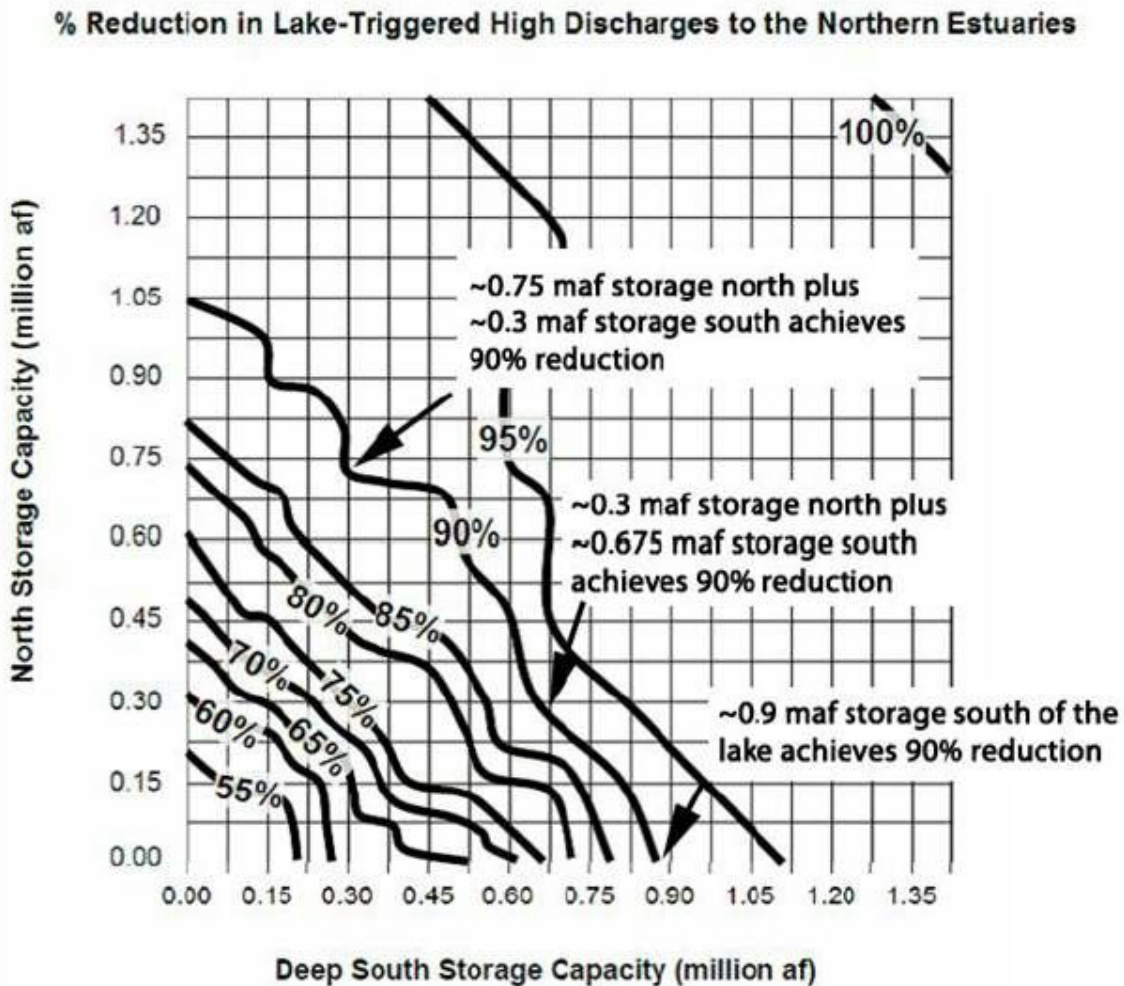 % Reduction in Lake-Triggered High Discharges to the Northern Estuaries
North Storage Capacity (million af)
1.35
1.20
1.05
0.90
0.75
0.60
0.45
0.30
0.15
0.00
100%
~0.75 maf storage north plus
~0.3 maf storage south achieves
90% reduction
95%
~0.3 maf storage north plus
~0.675 maf storage south
achieves 90% reduction
90%
85%
80%
75%
70%
65%
60%
55%
~0.9 maf storage south of the
lake achieves 90% reduction
0.00 0.15 0.30 0.45 0.60 0.75 0.90 1.05 1.20 1.35
Deep South Storage Capacity (million af)